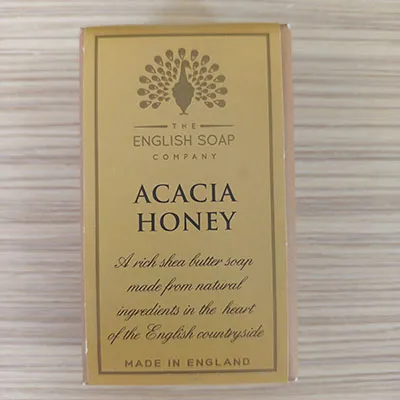 THE
ENGLISH SOAP
COMPANY
ACACIA
HONEY
A rich shea butter soap
made from natural
ingredients in the heart
of the English countryside
MADE IN ENGLAND